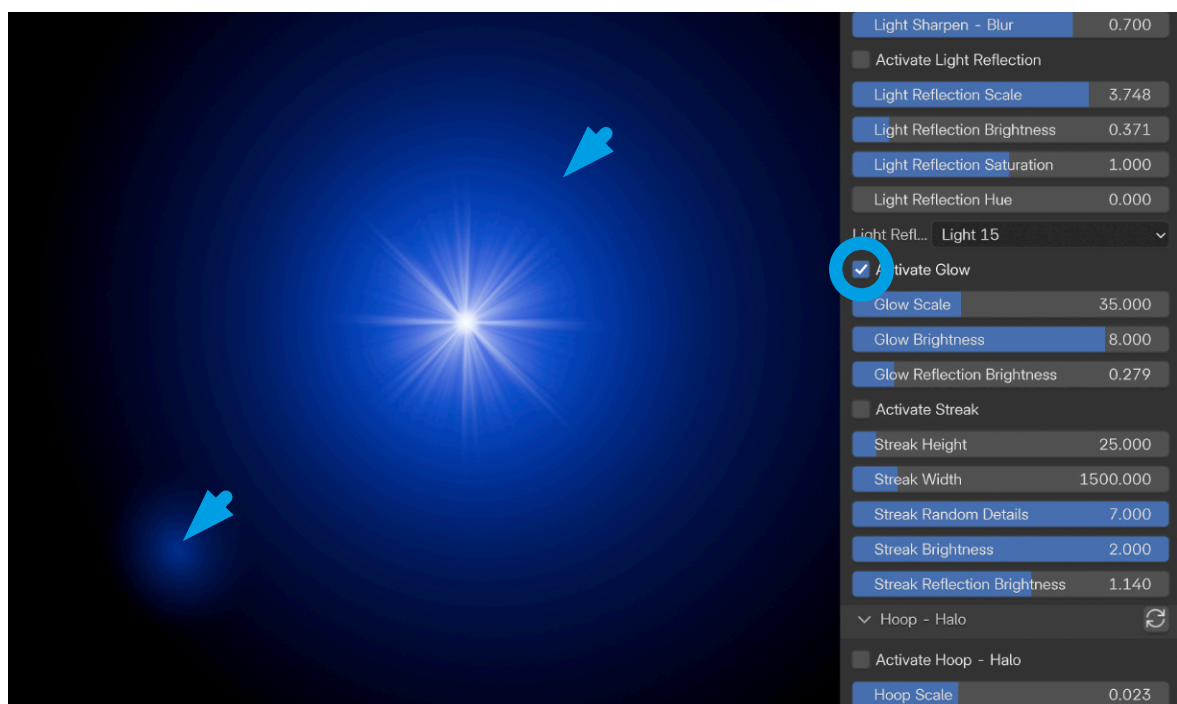 Light Sharpen - Blur 0.700
Activate Light Reflection
Light Reflection Scale 3.748
Light Reflection Brightness 0.371
Light Reflection Saturation 1.000
Light Reflection Hue 0.000
Light Refl... Light 15
Activate Glow
Glow Scale 35.000
Glow Brightness 8.000
Glow Reflection Brightness 0.279
Activate Streak
Streak Height 25.000
Streak Width 1500.000
Streak Random Details 7.000
Streak Brightness 2.000
Streak Reflection Brightness 1.140
Hoop - Halo
Activate Hoop - Halo
Hoop Scale 0.023